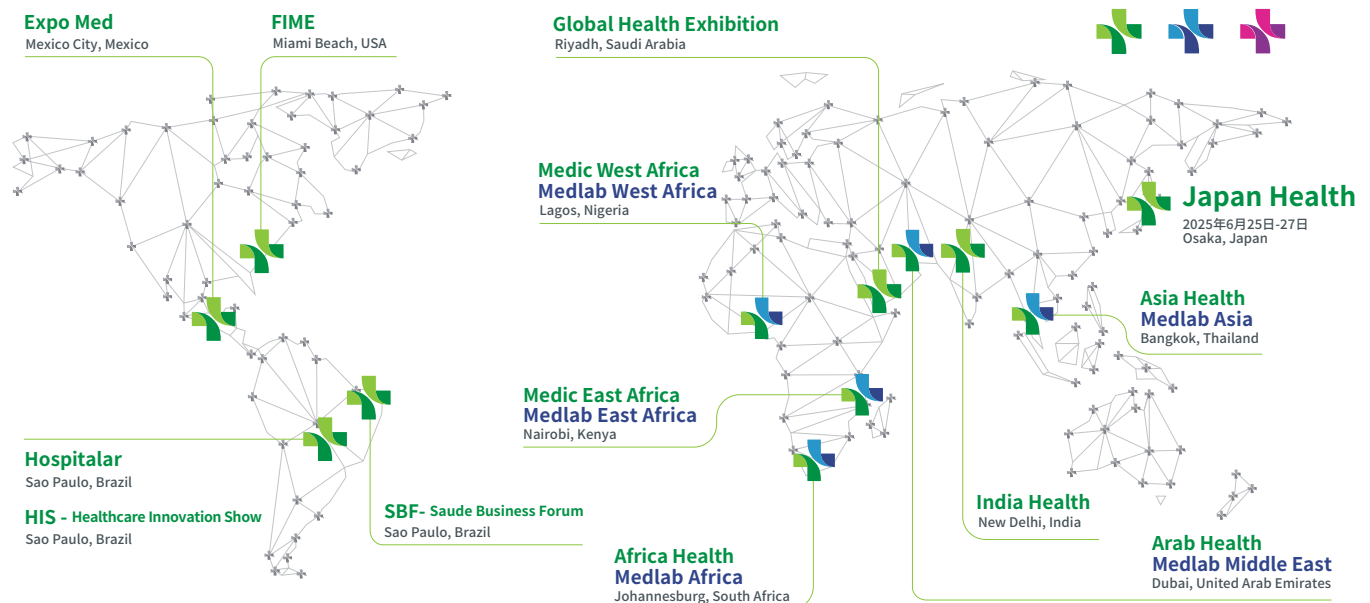 Expo Med
Mexico City, Mexico
FIME
Miami Beach, USA
Global Health Exhibition
Riyadh, Saudi Arabia
Medic West Africa
Medlab West Africa
Lagos, Nigeria
Japan Health
2025年6月25日-27日
Osaka, Japan
Asia Health
Medlab Asia
Bangkok, Thailand
Medic East Africa
Medlab East Africa
Nairobi, Kenya
Hospitalar
Sao Paulo, Brazil
HIS - Healthcare Innovation Show
Sao Paulo, Brazil
SBF- Saude Business Forum
Sao Paulo, Brazil
India Health
New Delhi, India
Africa Health
Medlab Africa
Johannesburg, South Africa
Arab Health
Medlab Middle East
Dubai, United Arab Emirates